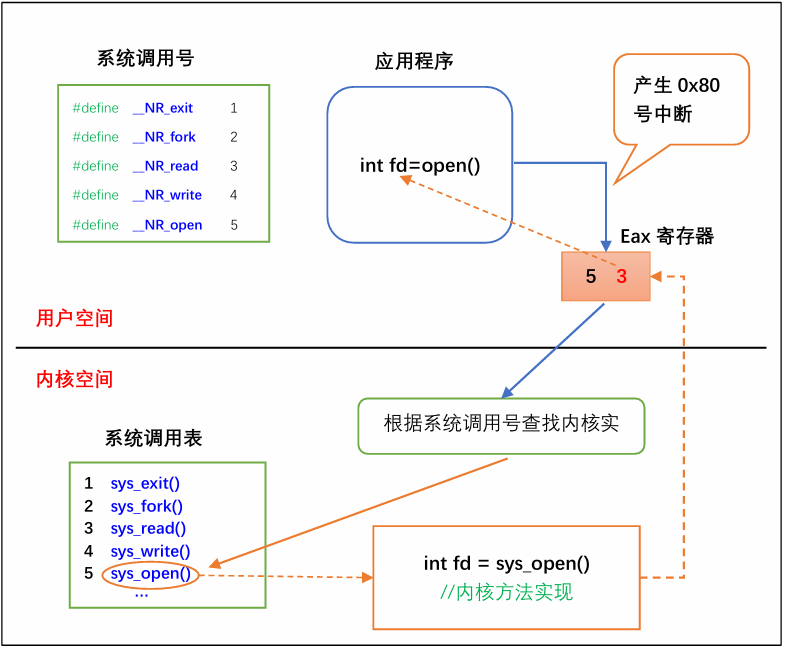 系统调用号
#define __NR_exit 1
#define __NR_fork 2
#define __NR_read 3
#define __NR_write 4
#define __NR_open 5
应用程序
int fd=open()
产生 0x80
号中断
Eax 寄存器
5 3
用户空间
内核空间
根据系统调用号查找内核实
系统调用表
1 sys_exit()
2 sys_fork()
3 sys_read()
4 sys_write()
5 sys_open()
...
int fd = sys_open()
//内核方法实现